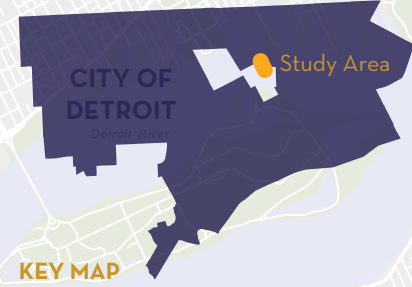 CITY OF
DETROIT
Detroit River
Study Area
KEY MAP